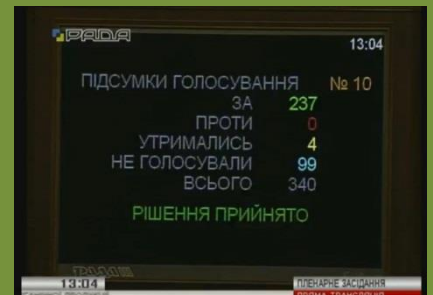 РАДА
13:04
ПІДСУМКИ ГОЛОСУВАННЯ № 10
ЗА 237
ПРОТИ 0
УТРИМАЛИСЬ 4
НЕ ГОЛОСУВАЛИ 99
ВСЬОГО 340
РІШЕННЯ ПРИЙНЯТО
РАДА
13:04 ПЛЕНАРНЕ ЗАСІДАННЯ
ПРЯМА ТРАНСЛЯЦІЯ